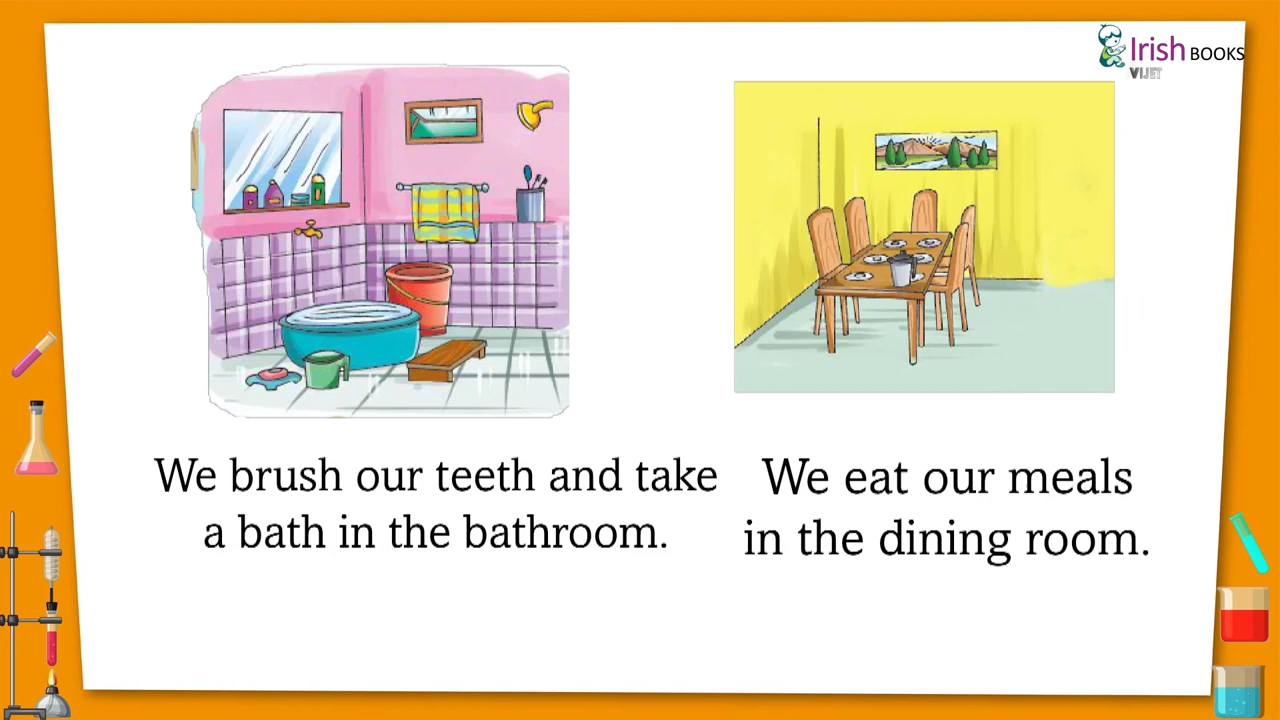 Irish BOOKS
VIJET
We brush our teeth and take
a bath in the bathroom.
We eat our meals
in the dining room.